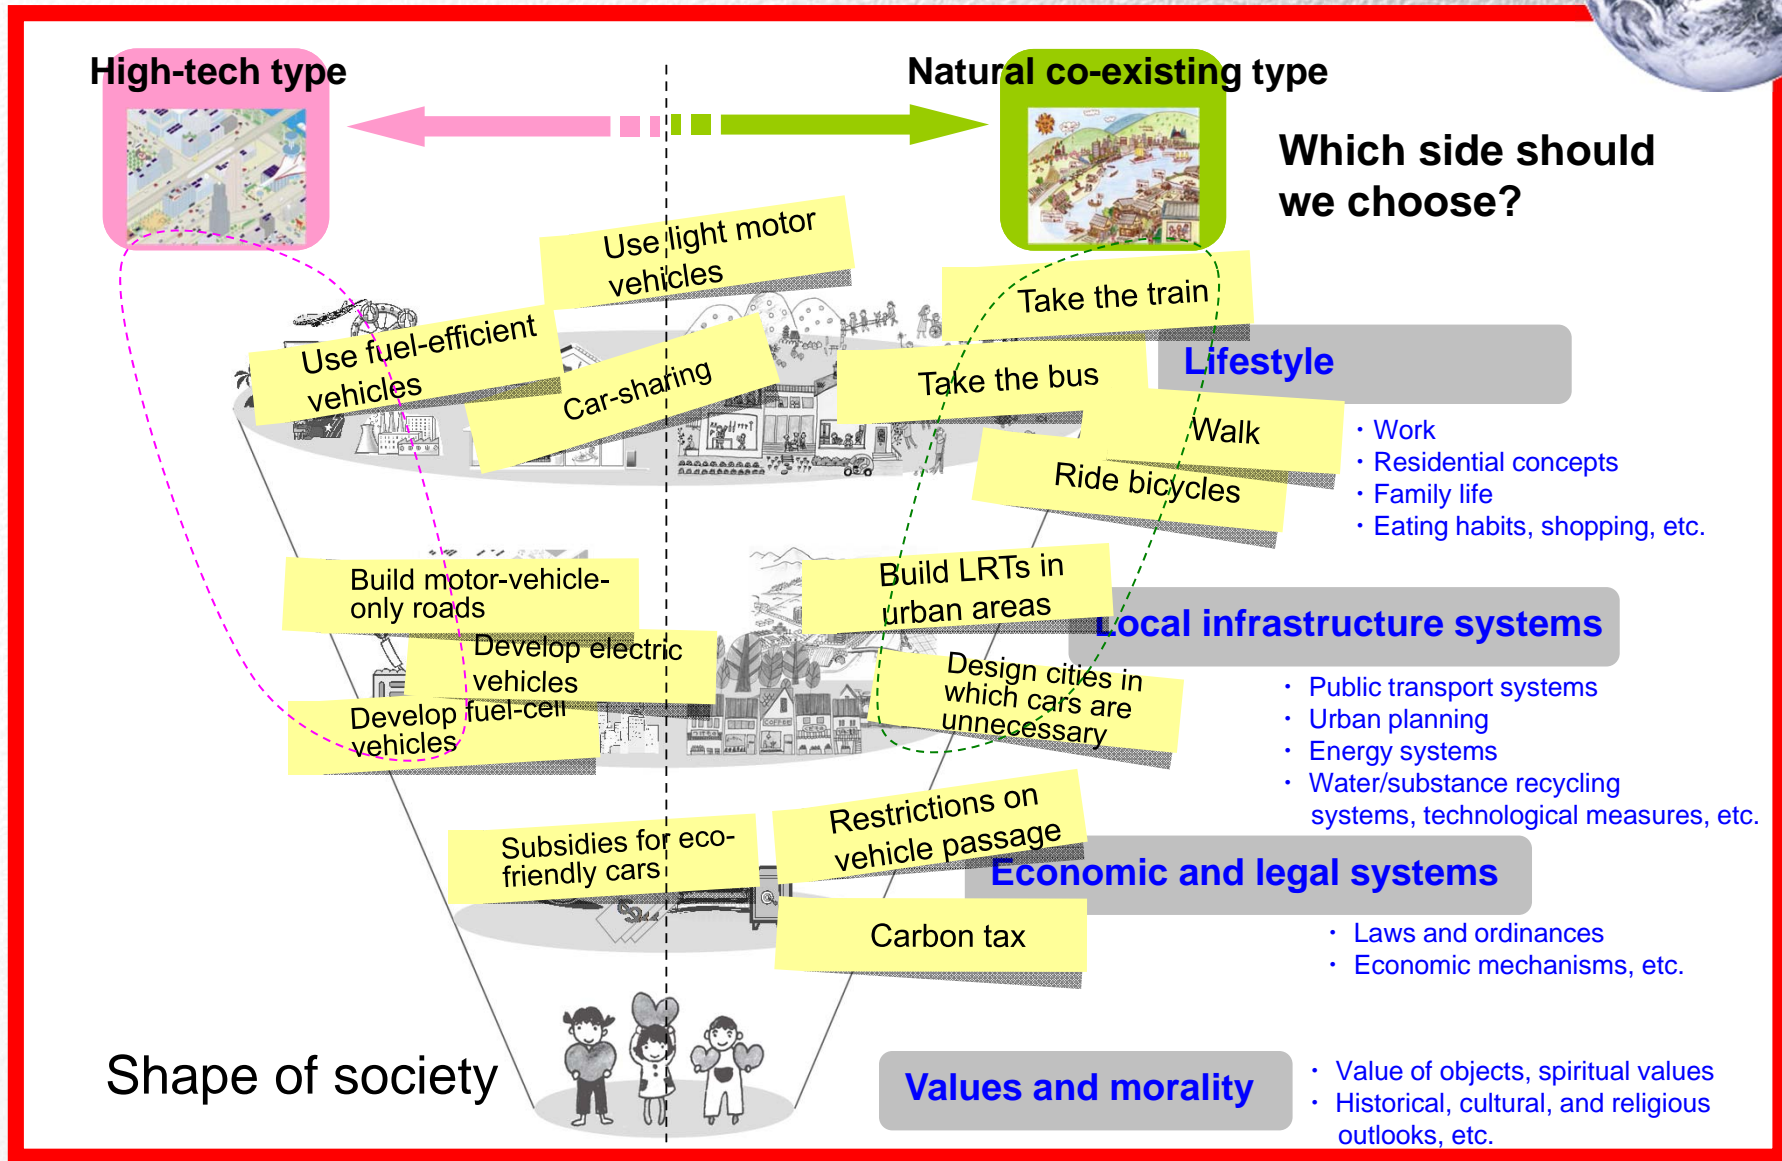 High-tech type
Natural co-existing type
Which side should
we choose?
Use light motor
vehicles
Take the train
Use fuel-efficient
vehicles
Car-sharing
Take the bus
Lifestyle
Walk
Ride bicycles
・Work
・Residential concepts
・Family life
・Eating habits, shopping, etc.
Build motor-vehicle-
only roads
Build LRTs in
urban areas
Local infrastructure systems
Develop electric
vehicles
Design cities in
which cars are
unnecessary
Develop fuel-cell
vehicles
・ Public transport systems
・ Urban planning
・ Energy systems
・ Water/substance recycling
systems, technological measures, etc.
Subsidies for eco-
friendly cars
Restrictions on
vehicle passage
Economic and legal systems
Carbon tax
・ Laws and ordinances
・ Economic mechanisms, etc.
Shape of society
Values and morality
・ Value of objects, spiritual values
・ Historical, cultural, and religious
outlooks, etc.
COFFEE